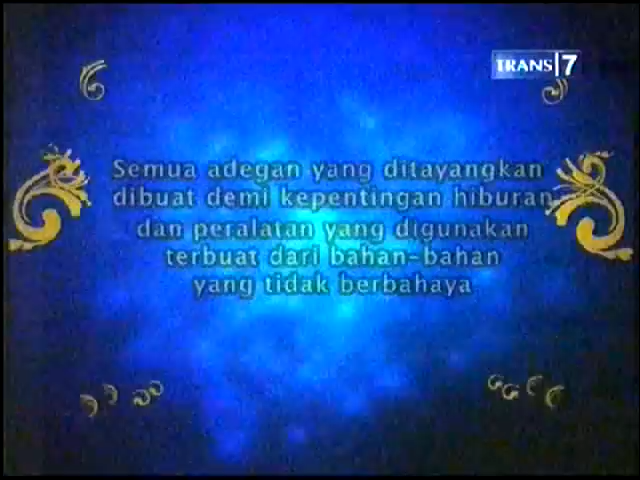 TRANS|7
Semua adegan yang ditayangkan
dibuat demi kepentingan hiburan
dan peralatan yang digunakan
terbuat dari bahan-bahan
yang tidak berbahaya